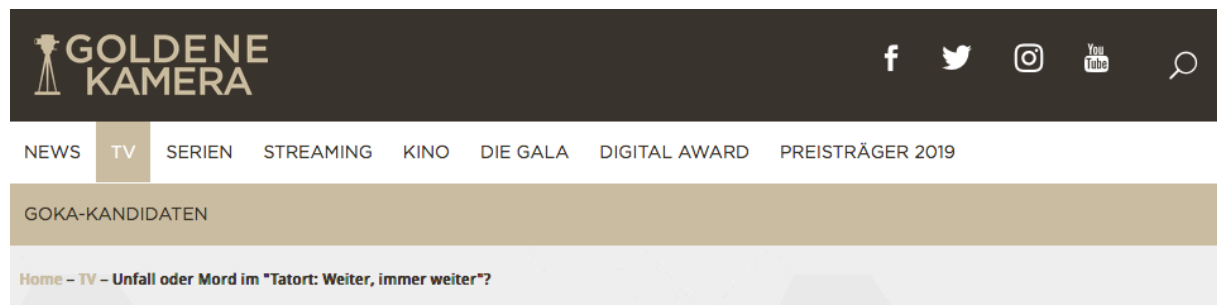 GOLDENE
KAMERA
f
You
Tube
NEWS TV SERIEN STREAMING KINO DIE GALA DIGITAL AWARD PREISTRÄGER 2019
GOKA-KANDIDATEN
Home – TV – Unfall oder Mord im "Tatort: Weiter, immer weiter"?